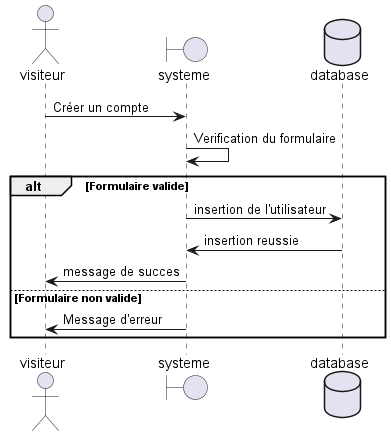 visiteur
systeme
database
Créer un compte
Verification du formulaire
alt
[Formulaire valide]
insertion de l'utilisateur
insertion reussie
message de succes
[Formulaire non valide]
Message d'erreur
visiteur
systeme
database